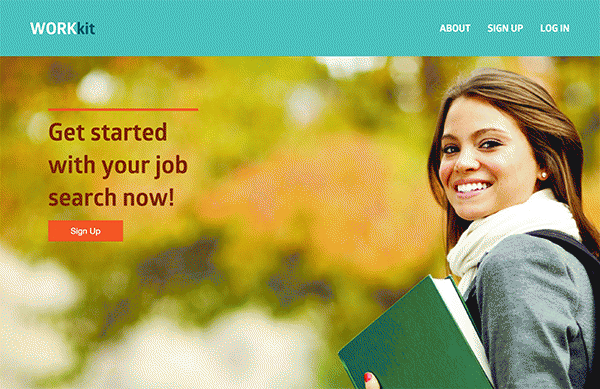 WORKkit
ABOUT SIGN UP LOG IN
Get started
with your job
search now!
Sign Up